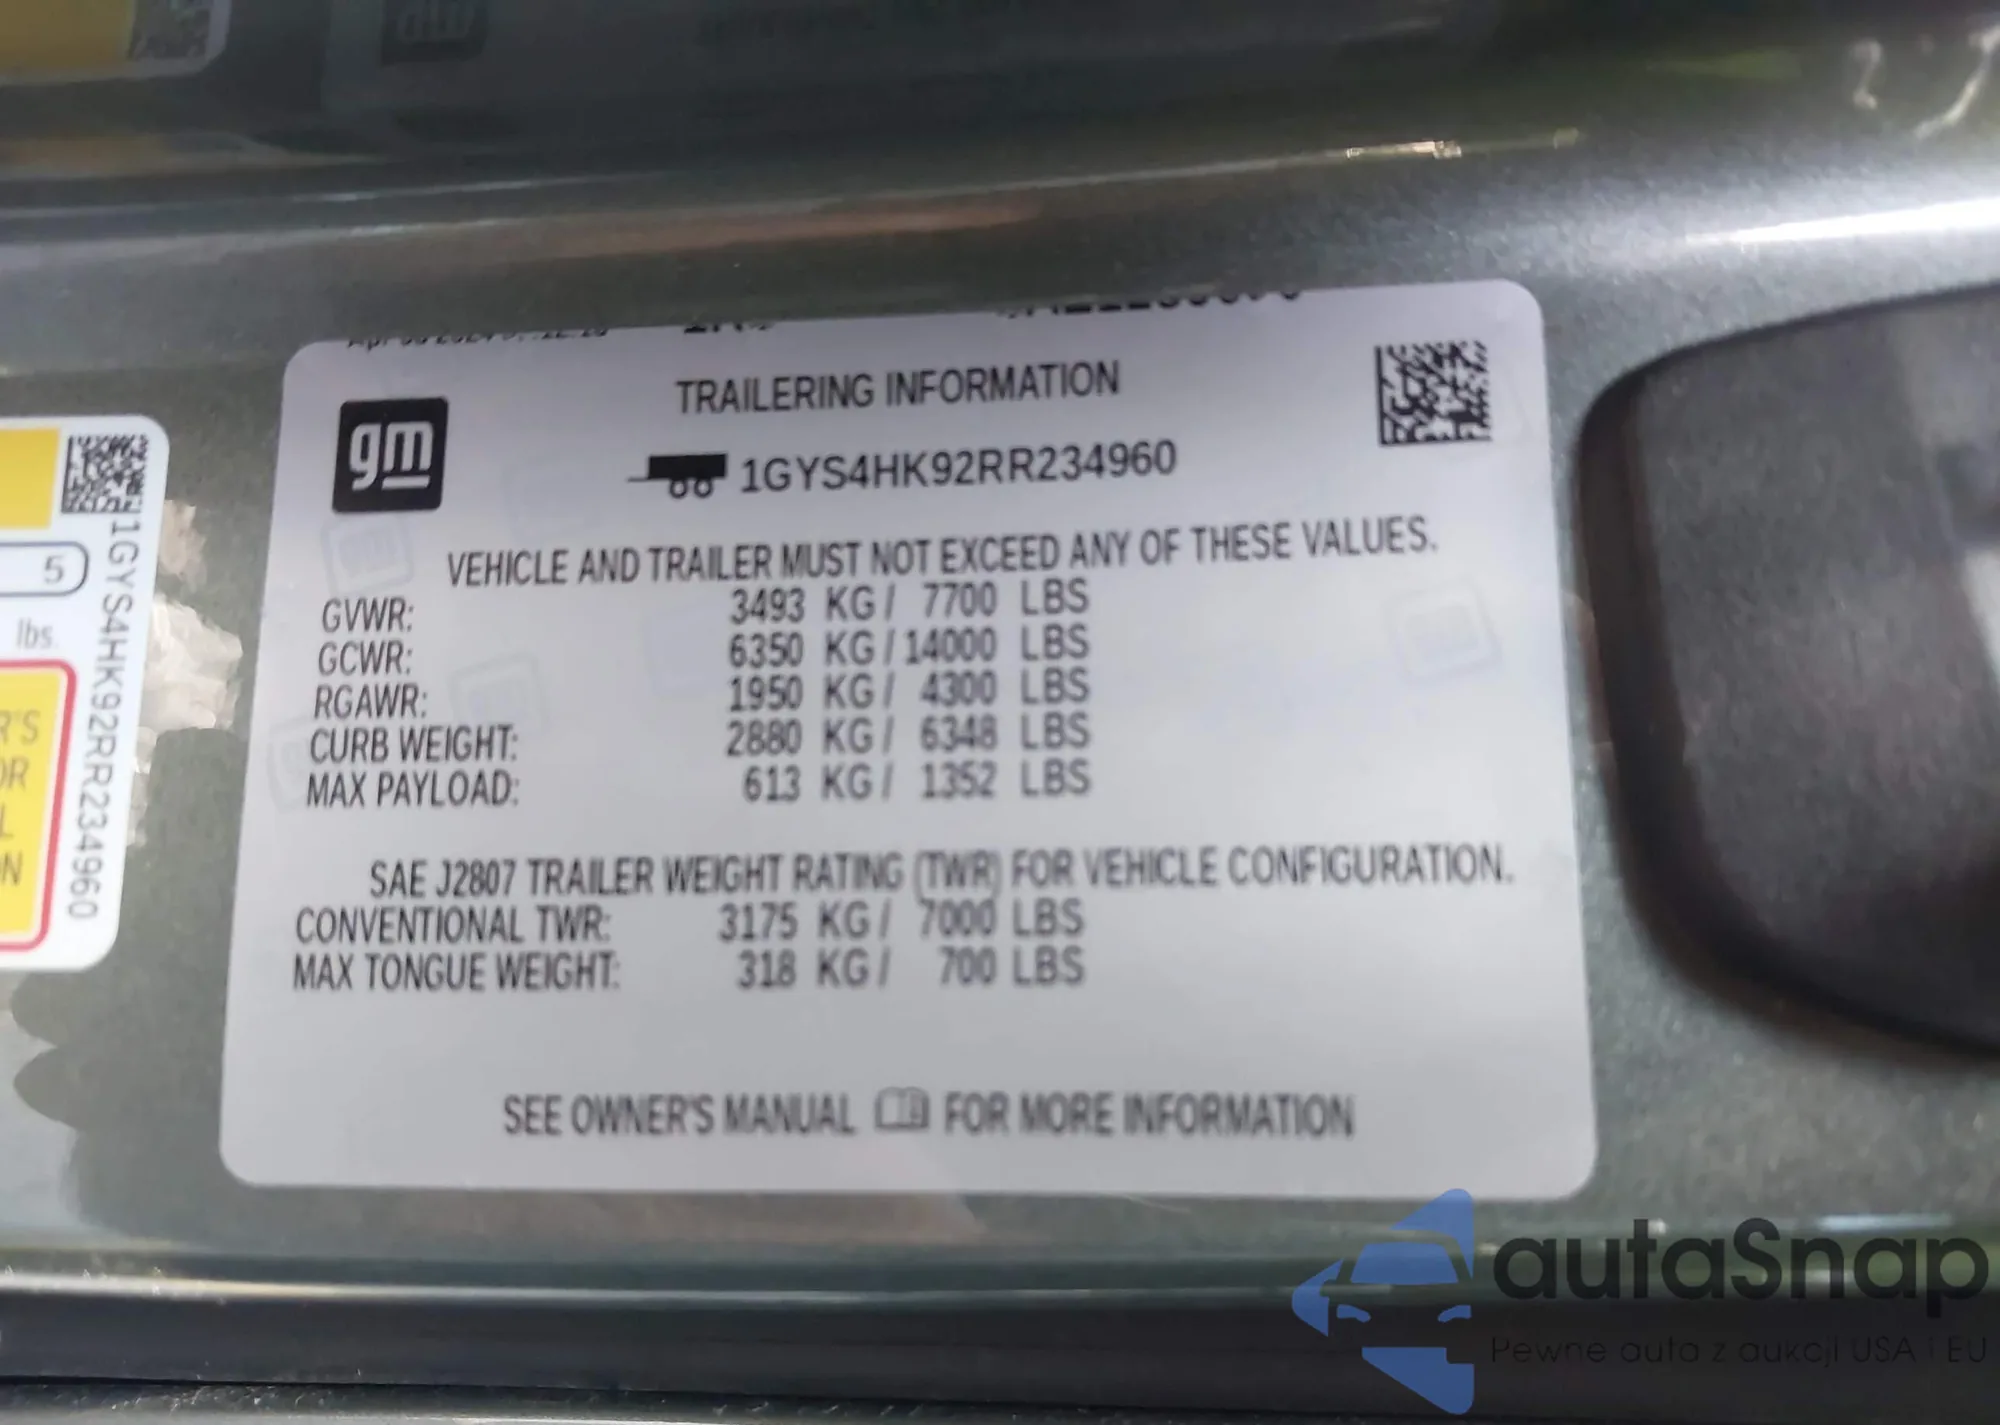 TRAILERING INFORMATION
gm
1GYS4HK92RR234960
VEHICLE AND TRAILER MUST NOT EXCEED ANY OF THESE VALUES.
GVWR: 3493 KG / 7700 LBS
GCWR: 6350 KG / 14000 LBS
RGAWR: 1950 KG / 4300 LBS
CURB WEIGHT: 2880 KG / 6348 LBS
MAX PAYLOAD: 613 KG / 1352 LBS
SAE J2807 TRAILER WEIGHT RATING (TWR) FOR VEHICLE CONFIGURATION.
CONVENTIONAL TWR: 3175 KG / 7000 LBS
MAX TONGUE WEIGHT: 318 KG / 700 LBS
SEE OWNER'S MANUAL FOR MORE INFORMATION
1GYS4HK92RR234960
5
lbs.
R'S
OR
L
ON
autaSnap
Pewne auta z aukcji USA i EU